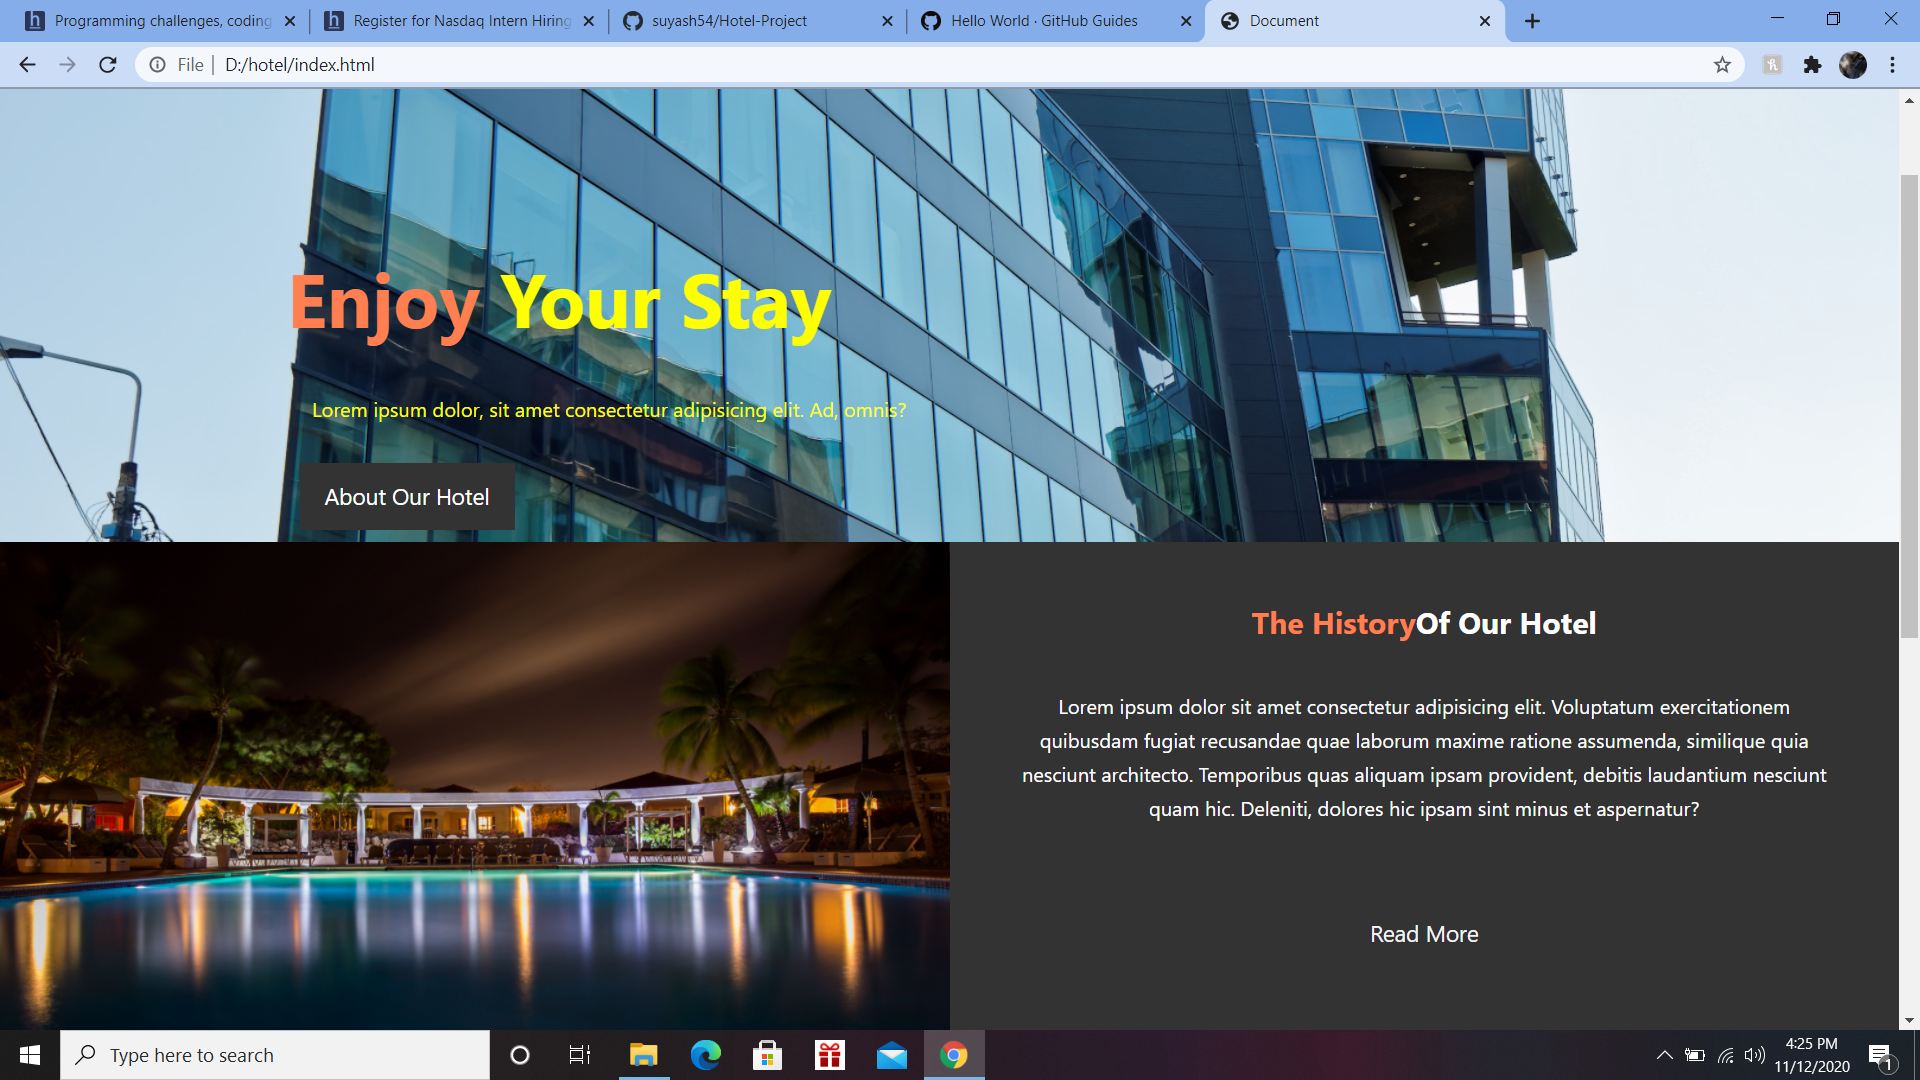 Programming challenges, coding
Register for Nasdaq Intern Hiring
suyash54/Hotel-Project
Hello World · GitHub Guides
Document
File
D:/hotel/index.html
Enjoy Your Stay
Lorem ipsum dolor, sit amet consectetur adipisicing elit. Ad, omnis?
About Our Hotel
The HistoryOf Our Hotel
Lorem ipsum dolor sit amet consectetur adipisicing elit. Voluptatum exercitationem
quibusdam fugiat recusandae quae laborum maxime ratione assumenda, similique quia
nesciunt architecto. Temporibus quas aliquam ipsam provident, debitis laudantium nesciunt
quam hic. Deleniti, dolores hic ipsam sint minus et aspernatur?
Read More
Type here to search
4:25 PM
11/12/2020
1